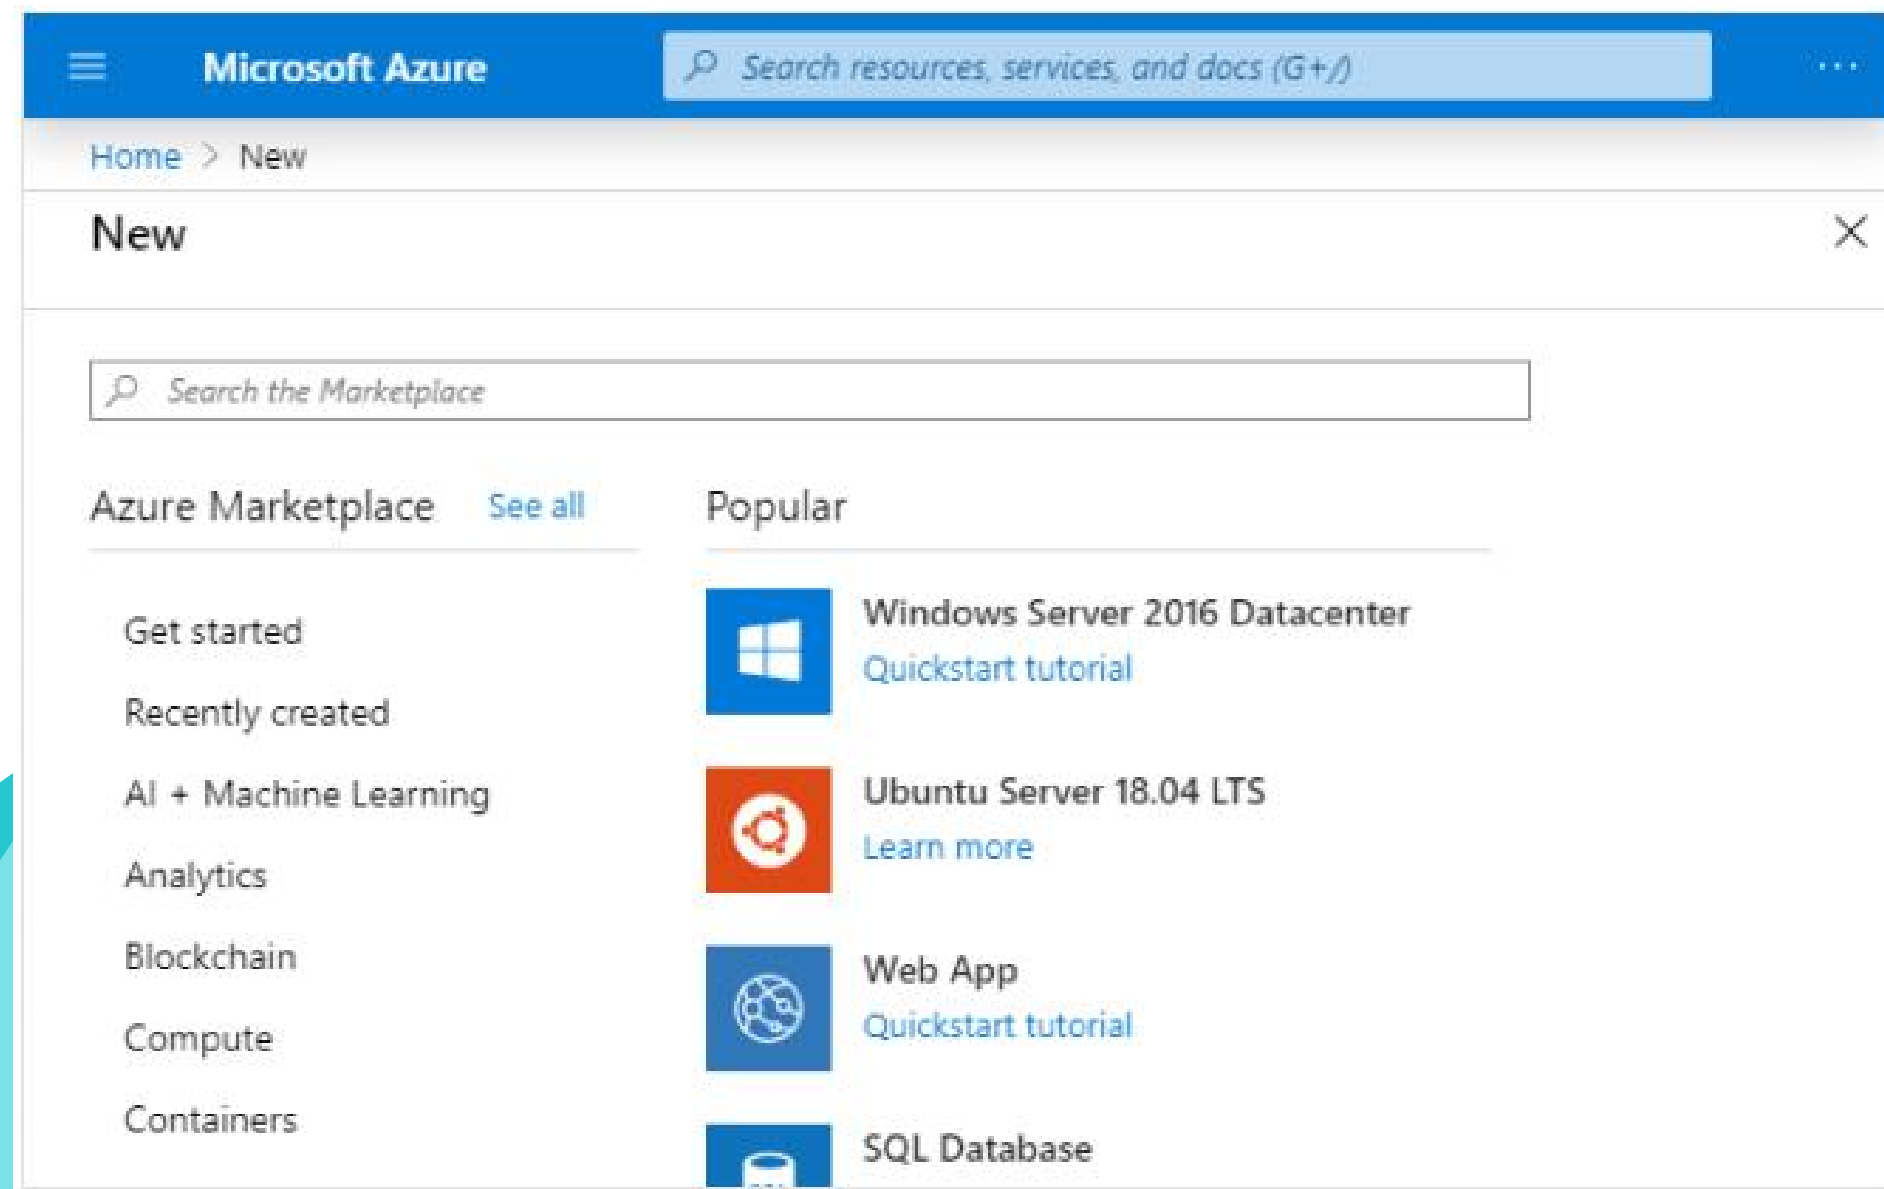 Microsoft Azure
Search resources, services, and docs (G+/)
Home > New
New
Search the Marketplace
Azure Marketplace See all
Get started
Recently created
AI + Machine Learning
Analytics
Blockchain
Compute
Containers
Popular
Windows Server 2016 Datacenter
Quickstart tutorial
Ubuntu Server 18.04 LTS
Learn more
Web App
Quickstart tutorial
SQL Database